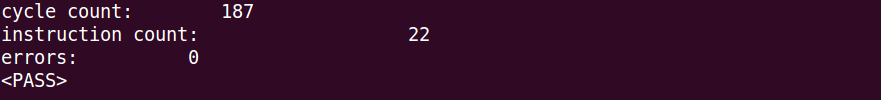 cycle count:        187
instruction count:                   22
errors:          0
<PASS>